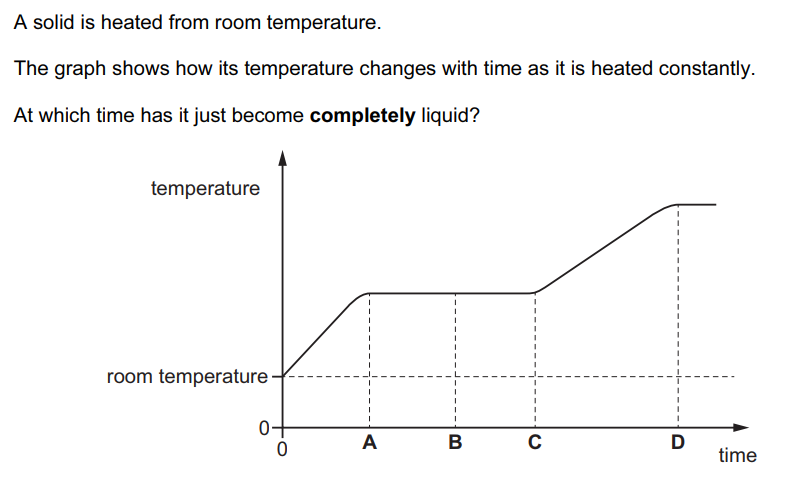 A solid is heated from room temperature.
The graph shows how its temperature changes with time as it is heated constantly.
At which time has it just become completely liquid?
temperature
room temperature
0
0
A
B
C
D
time